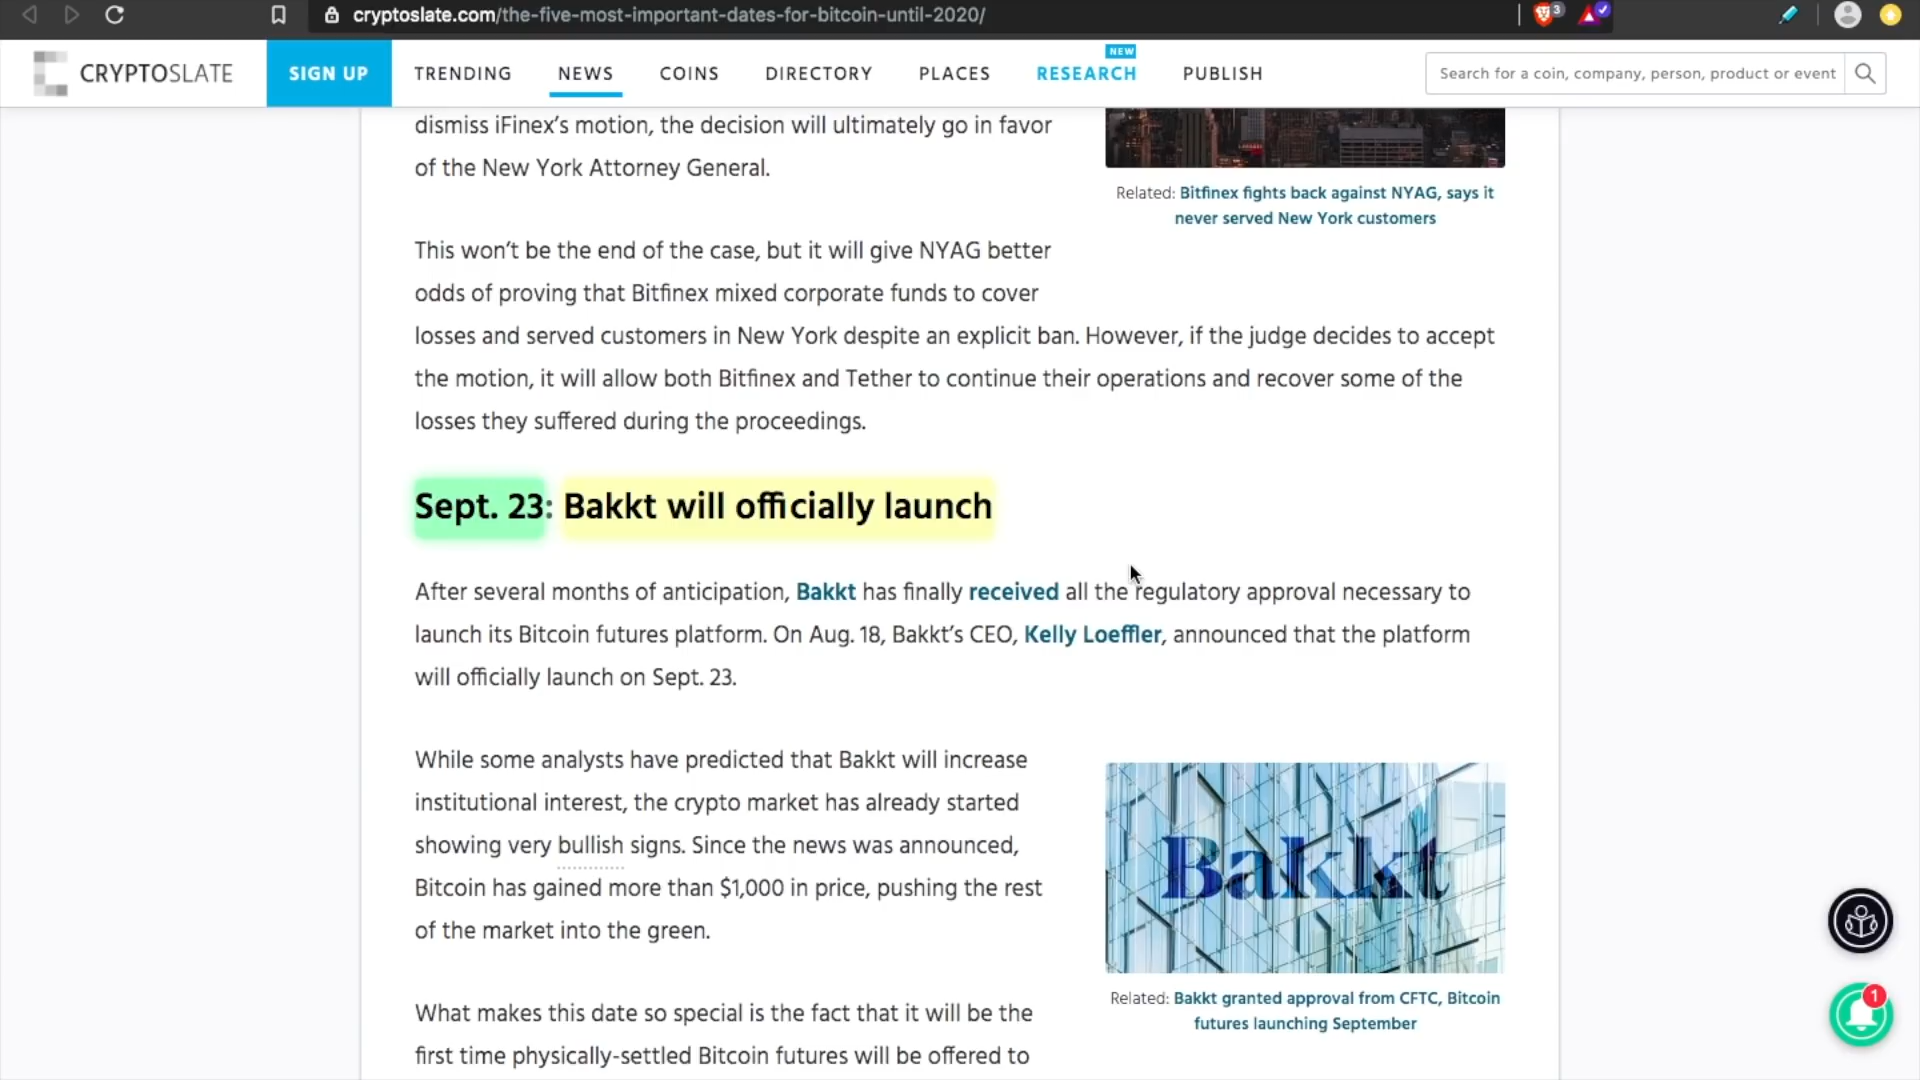 cryptoslate.com/the-five-most-important-dates-for-bitcoin-until-2020/
3
CRYPTOSLATE
SIGN UP
TRENDING
NEWS
COINS
DIRECTORY
PLACES
NEW
RESEARCH
PUBLISH
Search for a coin, company, person, product or event
dismiss iFinex’s motion, the decision will ultimately go in favor
of the New York Attorney General.
Related: Bitfinex fights back against NYAG, says it
never served New York customers
This won’t be the end of the case, but it will give NYAG better
odds of proving that Bitfinex mixed corporate funds to cover
losses and served customers in New York despite an explicit ban. However, if the judge decides to accept
the motion, it will allow both Bitfinex and Tether to continue their operations and recover some of the
losses they suffered during the proceedings.
Sept. 23: Bakkt will officially launch
After several months of anticipation, Bakkt has finally received all the regulatory approval necessary to
launch its Bitcoin futures platform. On Aug. 18, Bakkt’s CEO, Kelly Loeffler, announced that the platform
will officially launch on Sept. 23.
While some analysts have predicted that Bakkt will increase
institutional interest, the crypto market has already started
showing very bullish signs. Since the news was announced,
Bitcoin has gained more than $1,000 in price, pushing the rest
of the market into the green.
Bakkt
Related: Bakkt granted approval from CFTC, Bitcoin
futures launching September
What makes this date so special is the fact that it will be the
first time physically-settled Bitcoin futures will be offered to
1